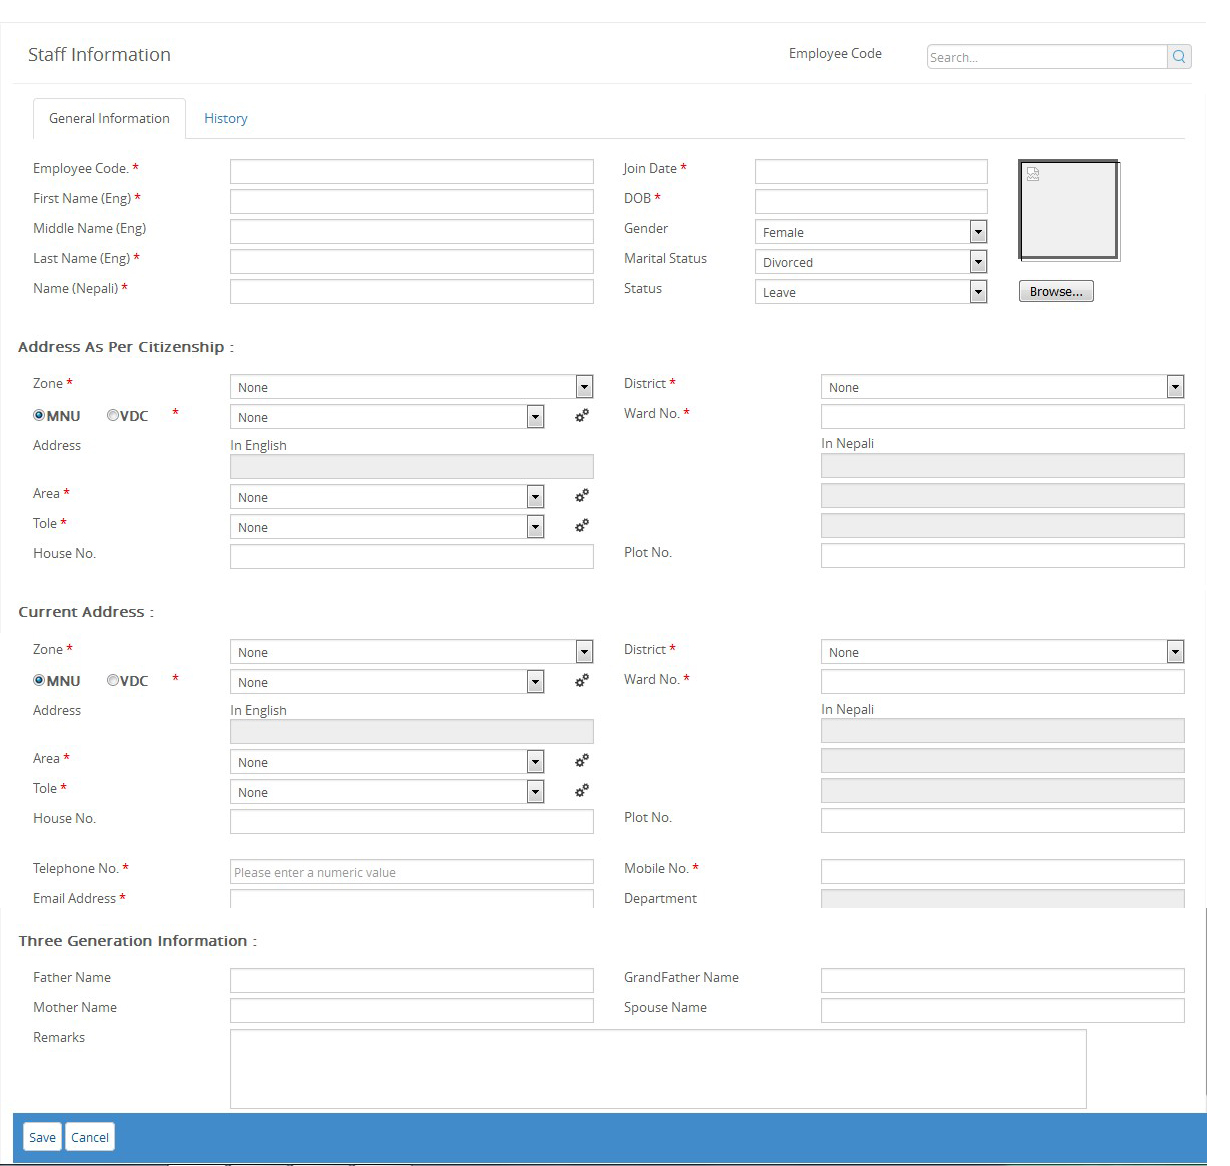 Staff Information Employee Code Search...
General Information History
Employee Code. * Join Date *
First Name (Eng) * DOB *
Middle Name (Eng) Gender Female
Last Name (Eng) * Marital Status Divorced
Name (Nepali) * Status Leave Browse...
Address As Per Citizenship :
Zone * None District * None
MNU VDC * None Ward No. *
Address In English In Nepali
Area * None
Tole * None
House No. Plot No.
Current Address :
Zone * None District * None
MNU VDC * None Ward No. *
Address In English In Nepali
Area * None
Tole * None
House No. Plot No.
Telephone No. * Please enter a numeric value Mobile No. *
Email Address * Department
Three Generation Information :
Father Name GrandFather Name
Mother Name Spouse Name
Remarks
Save Cancel